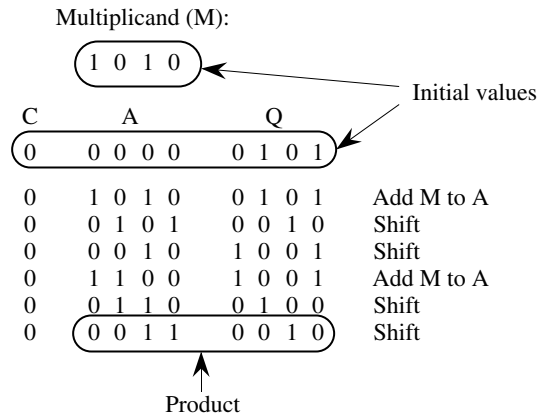 Multiplicand (M):
1 0 1 0
Initial values
C A Q
0 0 0 0 0 0 1 0 1
0 1 0 1 0 0 1 0 1 Add M to A
0 0 1 0 1 0 0 1 0 Shift
0 0 0 1 0 1 0 0 1 Shift
0 1 1 0 0 1 0 0 1 Add M to A
0 0 1 1 0 0 1 0 0 Shift
0 0 0 1 1 0 0 1 0 Shift
Product